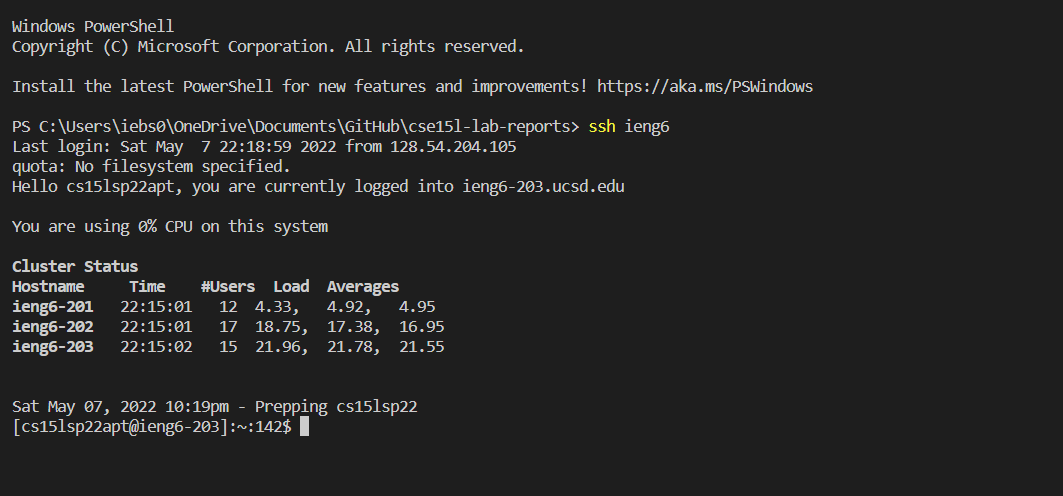 Windows PowerShell
Copyright (C) Microsoft Corporation. All rights reserved.
Install the latest PowerShell for new features and improvements! https://aka.ms/PSWindows
PS C:\Users\iebs0\OneDrive\Documents\GitHub\cse15l-lab-reports> ssh ieng6
Last login: Sat May  7 22:18:59 2022 from 128.54.204.105
quota: No filesystem specified.
Hello cs15lsp22apt, you are currently logged into ieng6-203.ucsd.edu
You are using 0% CPU on this system
Cluster Status
Hostname     Time    #Users  Load  Averages
ieng6-201   22:15:01   12  4.33,   4.92,   4.95
ieng6-202   22:15:01   17  18.75,  17.38,  16.95
ieng6-203   22:15:02   15  21.96,  21.78,  21.55
Sat May 07, 2022 10:19pm - Prepping cs15lsp22
[cs15lsp22apt@ieng6-203]:~:142$